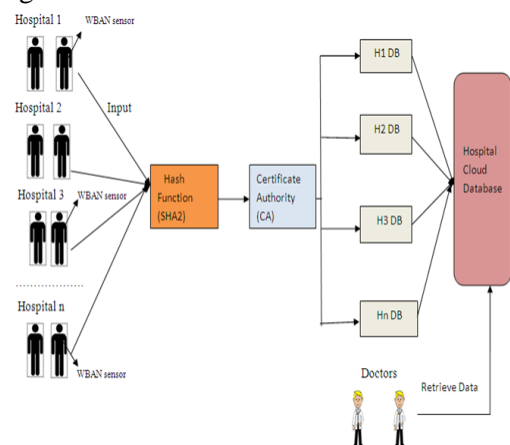 Hospital 1
WBAN sensor
Input
Hospital 2
Hospital 3
WBAN sensor
Hospital n
WBAN sensor
Hash
Function
(SHA2)
Certificate
Authority
(CA)
H1 DB
H2 DB
H3 DB
Hn DB
Hospital
Cloud
Database
Doctors
Retrieve Data